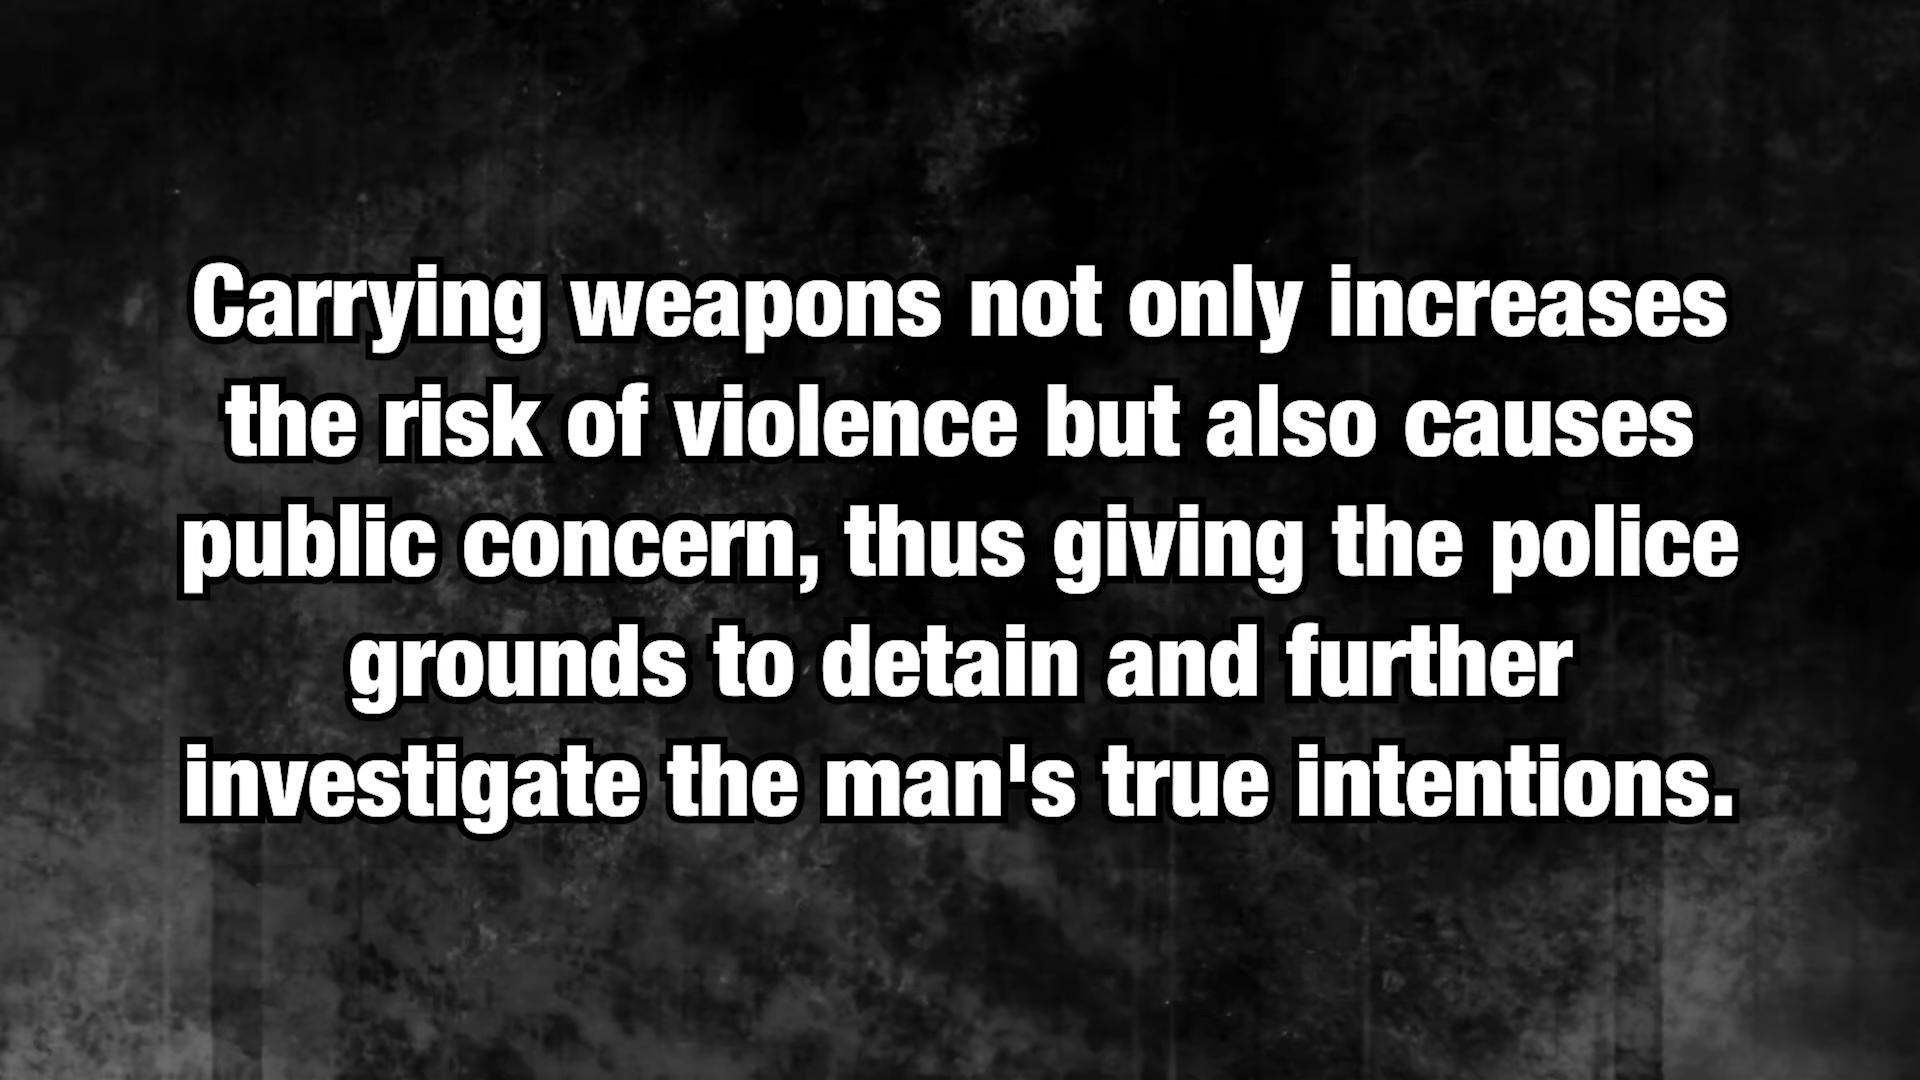 Carrying weapons not only increases
the risk of violence but also causes
public concern, thus giving the police
grounds to detain and further
investigate the man's true intentions.